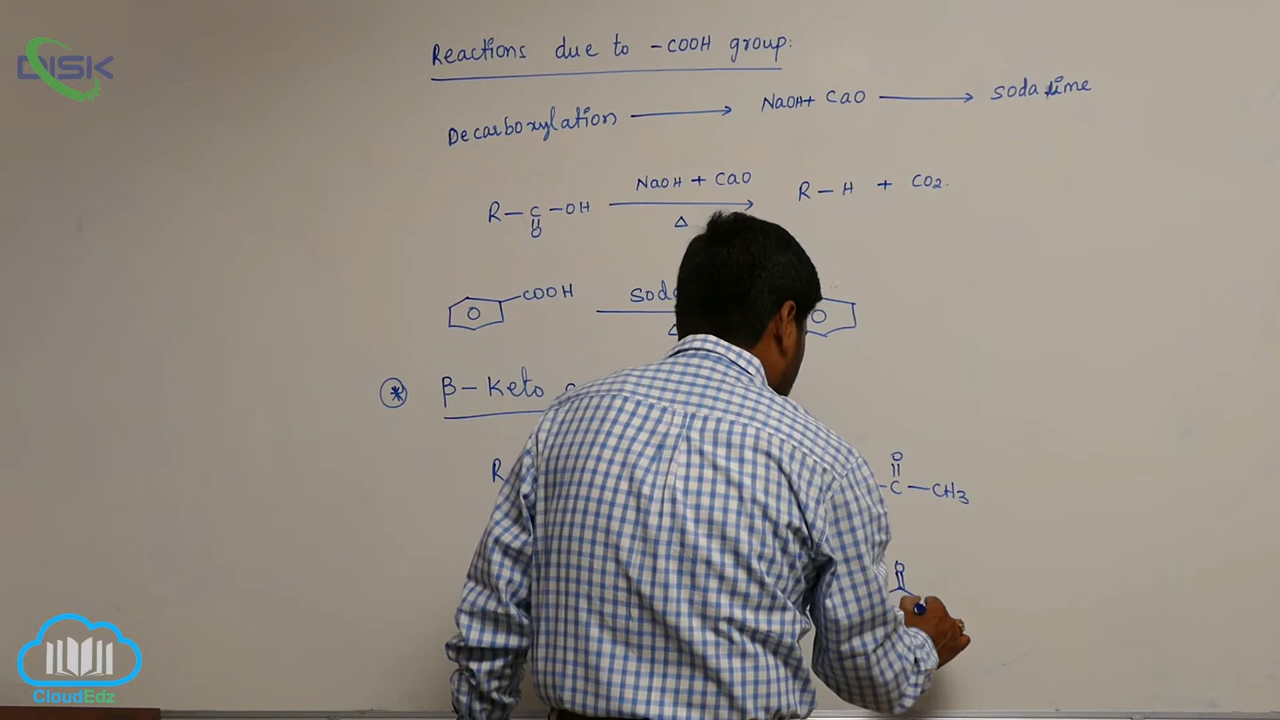 DISK
Reactions due to -COOH group:
Decarboxylation → NaOH + CaO → soda lime
NaOH + CaO
R-C-OH → R-H + CO2.
O
Δ
COOH
β-Keto
R
O
C-CH3
O
CloudEdz